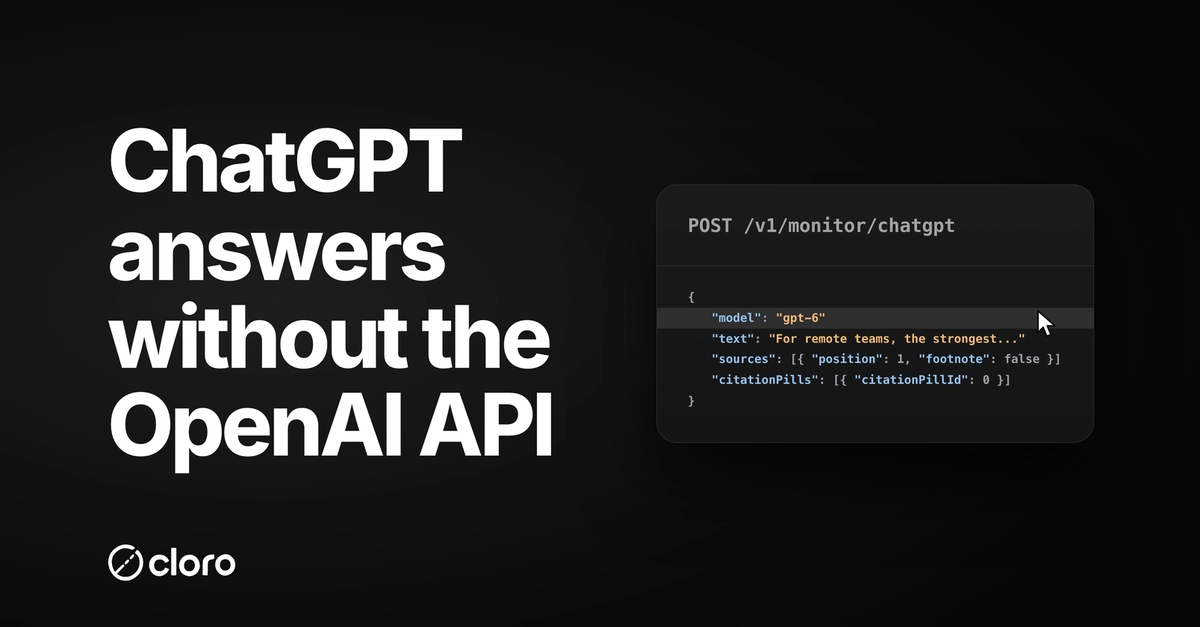 ChatGPT
answers
without the
OpenAI API
cloro
POST /v1/monitor/chatgpt
{
"model": "gpt-6"
"text": "For remote teams, the strongest..."
"sources": [{ "position": 1, "footnote": false }]
"citationPills": [{ "citationPillId": 0 }]
}